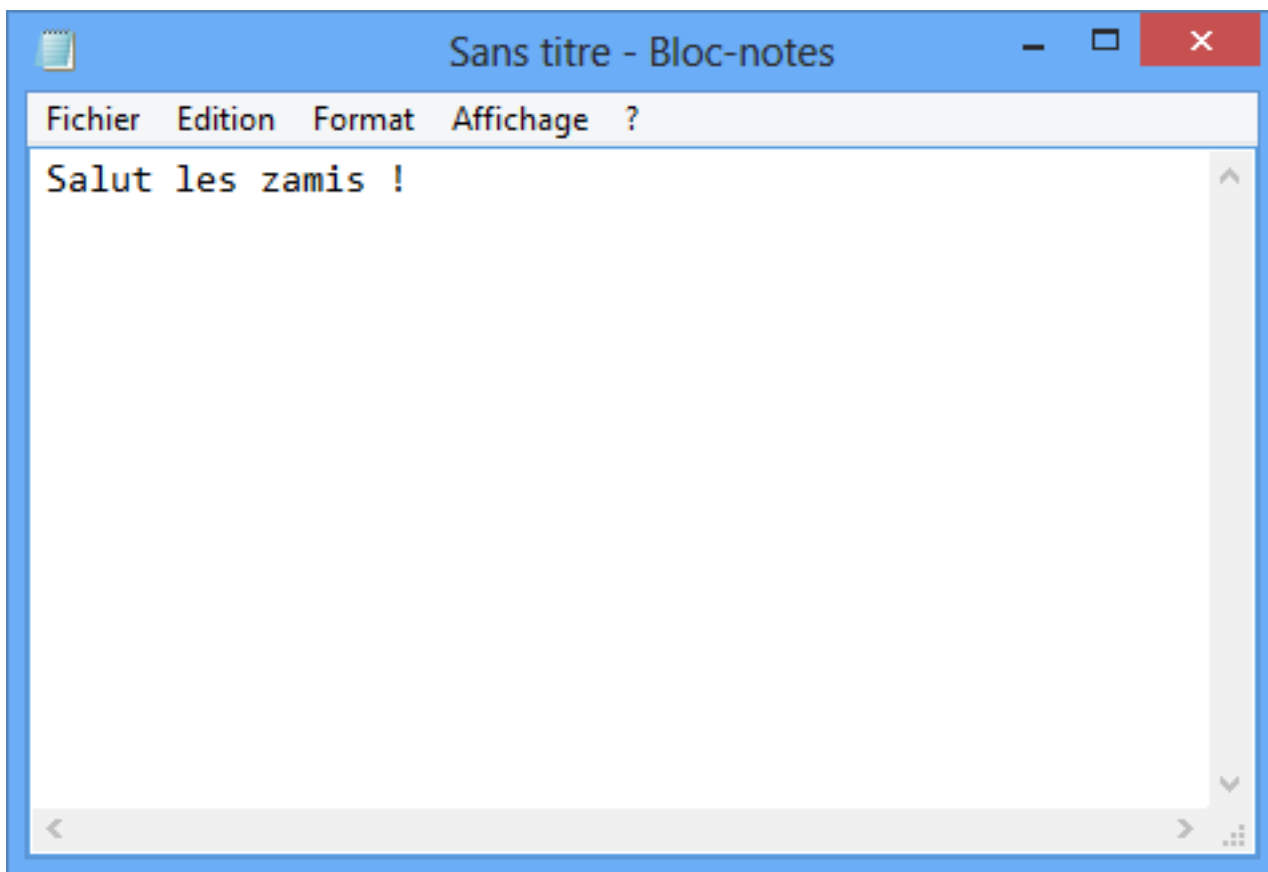 Sans titre - Bloc-notes
Fichier Edition Format Affichage ?
Salut les zamis !